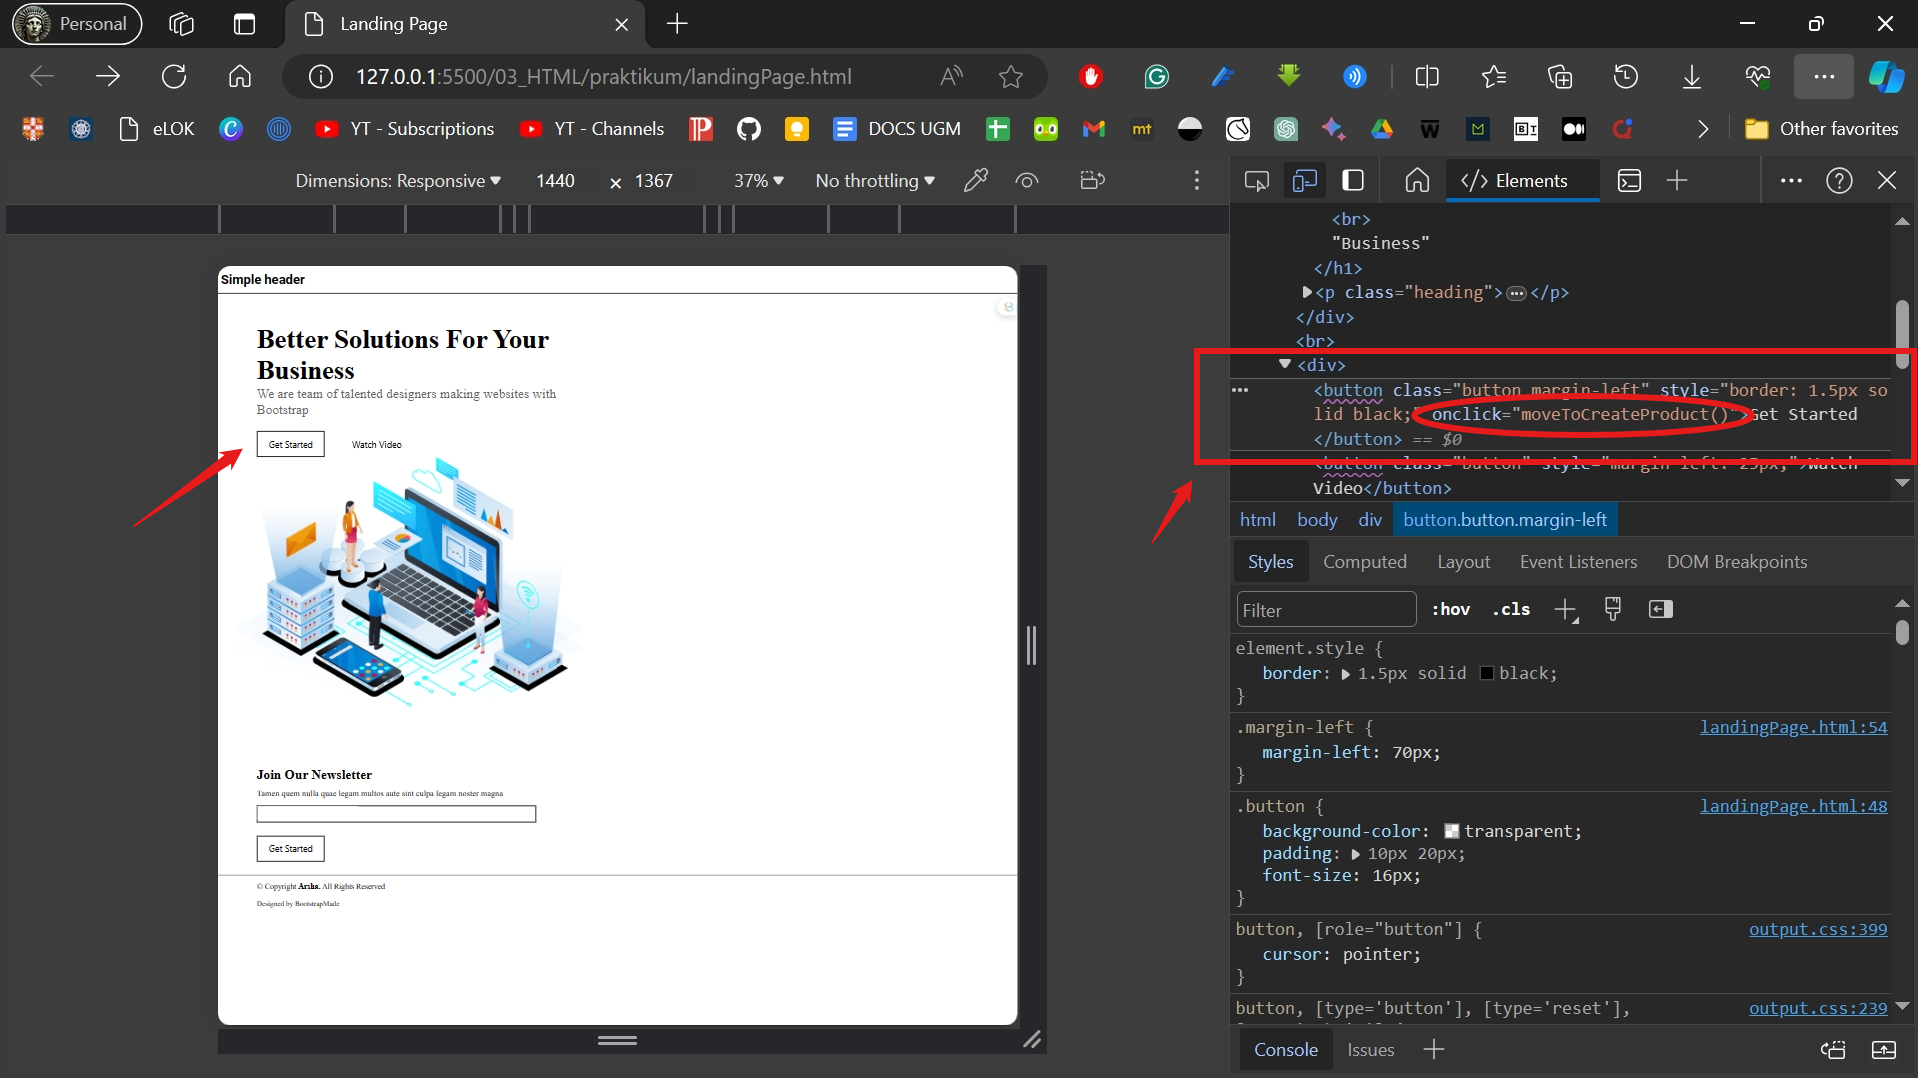 Personal
Landing Page
127.0.0.1:5500/03_HTML/praktikum/landingPage.html
eLOK
YT - Subscriptions
YT - Channels
DOCS UGM
mt
Other favorites
Dimensions: Responsive
1440
×
1367
37%
No throttling
</> Elements
Simple header
Better Solutions For Your
Business
We are team of talented designers making websites with
Bootstrap
Get Started
Watch Video
Join Our Newsletter
Tamen quem nulla quae legam multos aute sint culpa legam noster magna
Get Started
© Copyright Arsha. All Rights Reserved
Designed by BootstrapMade
<br>
"Business"
</h1>
<p class="heading">…</p>
</div>
<br>
<div>
<button class="button margin-left" style="border: 1.5px so
lid black;" onclick="moveToCreateProduct()">Get Started
</button> == $0
<button class="button" style="margin-left: 25px;">Watch
Video</button>
html
body
div
button.button.margin-left
Styles
Computed
Layout
Event Listeners
DOM Breakpoints
Filter
:hov
.cls
element.style {
border: 1.5px solid black;
}
.margin-left {
landingPage.html:54
margin-left: 70px;
}
.button {
landingPage.html:48
background-color: transparent;
padding: 10px 20px;
font-size: 16px;
}
button, [role="button"] {
output.css:399
cursor: pointer;
}
button, [type='button'], [type='reset'],
output.css:239
Console
Issues